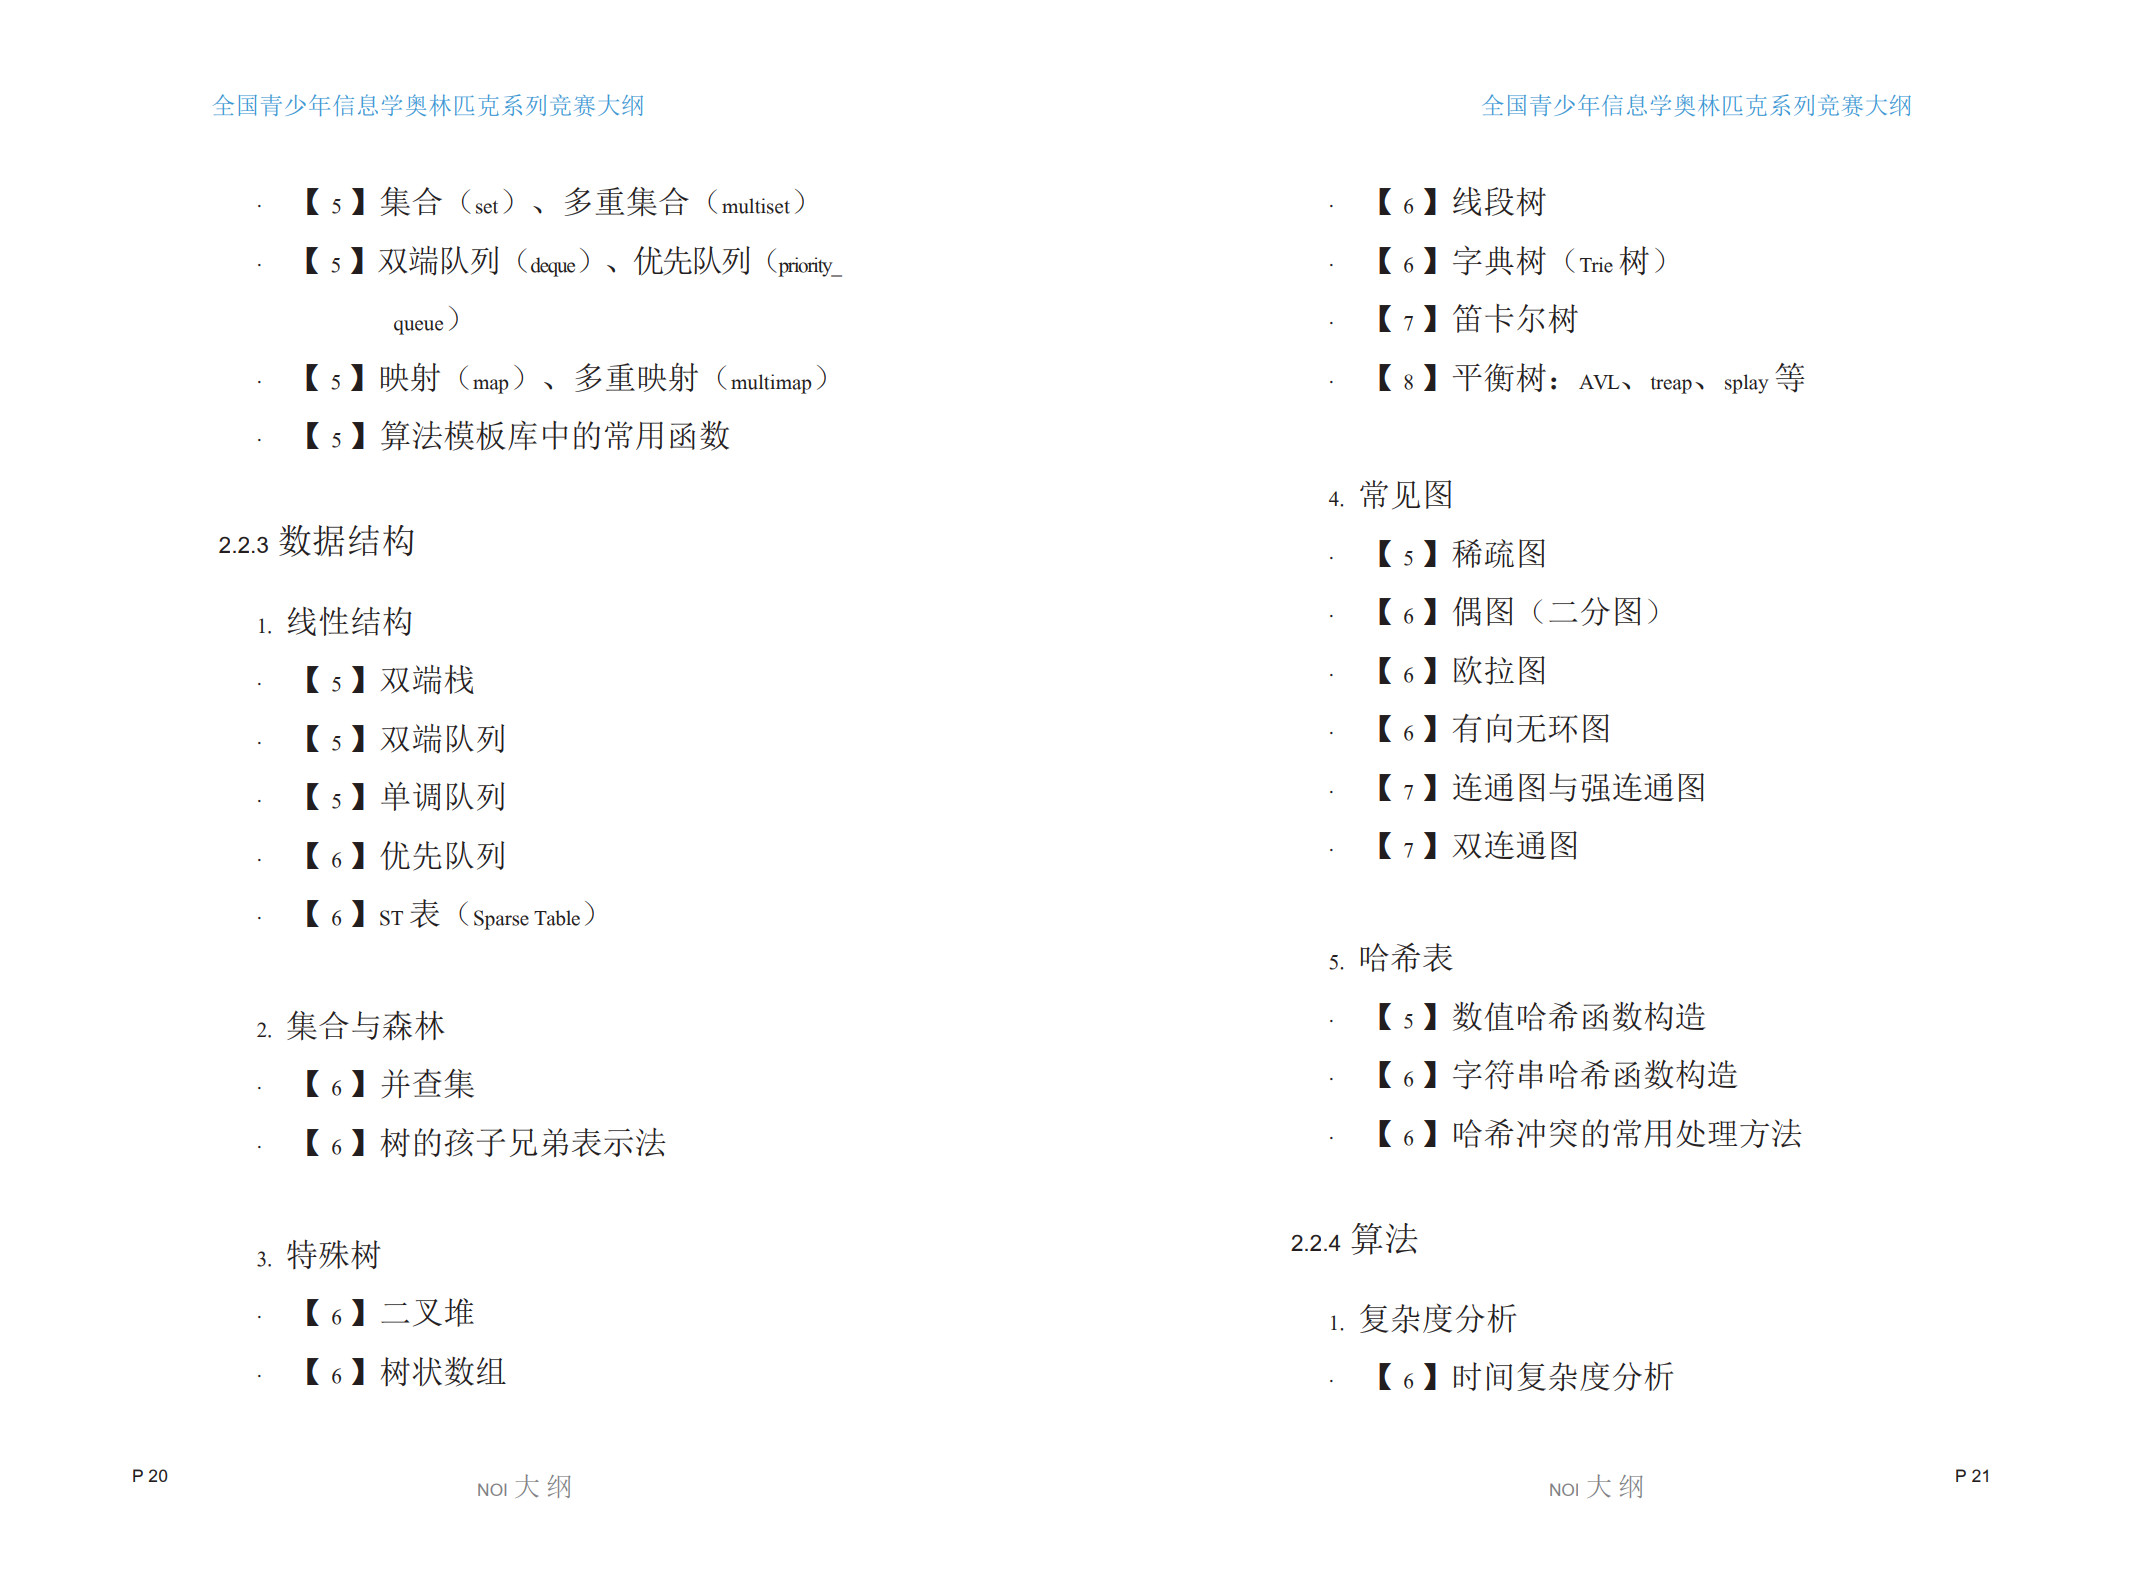 全国青少年信息学奥林匹克系列竞赛大纲
· 【 5 】集合（set）、多重集合（multiset）
· 【 5 】双端队列（deque）、优先队列（priority_
queue）
· 【 5 】映射（map）、多重映射（multimap）
· 【 5 】算法模板库中的常用函数
2.2.3 数据结构
1. 线性结构
· 【 5 】双端栈
· 【 5 】双端队列
· 【 5 】单调队列
· 【 6 】优先队列
· 【 6 】ST 表（Sparse Table）
2. 集合与森林
· 【 6 】并查集
· 【 6 】树的孩子兄弟表示法
3. 特殊树
· 【 6 】二叉堆
· 【 6 】树状数组
P 20
NOI 大 纲
全国青少年信息学奥林匹克系列竞赛大纲
· 【 6 】线段树
· 【 6 】字典树（Trie 树）
· 【 7 】笛卡尔树
· 【 8 】平衡树：AVL、treap、splay 等
4. 常见图
· 【 5 】稀疏图
· 【 6 】偶图（二分图）
· 【 6 】欧拉图
· 【 6 】有向无环图
· 【 7 】连通图与强连通图
· 【 7 】双连通图
5. 哈希表
· 【 5 】数值哈希函数构造
· 【 6 】字符串哈希函数构造
· 【 6 】哈希冲突的常用处理方法
2.2.4 算法
1. 复杂度分析
· 【 6 】时间复杂度分析
NOI 大 纲
P 21